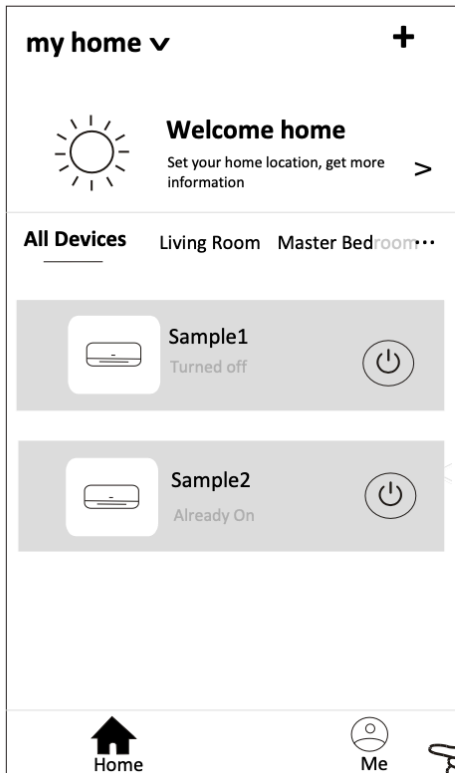 my home
+
Welcome home
Set your home location, get more
information
>
All Devices Living Room Master Bedroom...
Sample1
Turned off
Sample2
Already On
Home Me